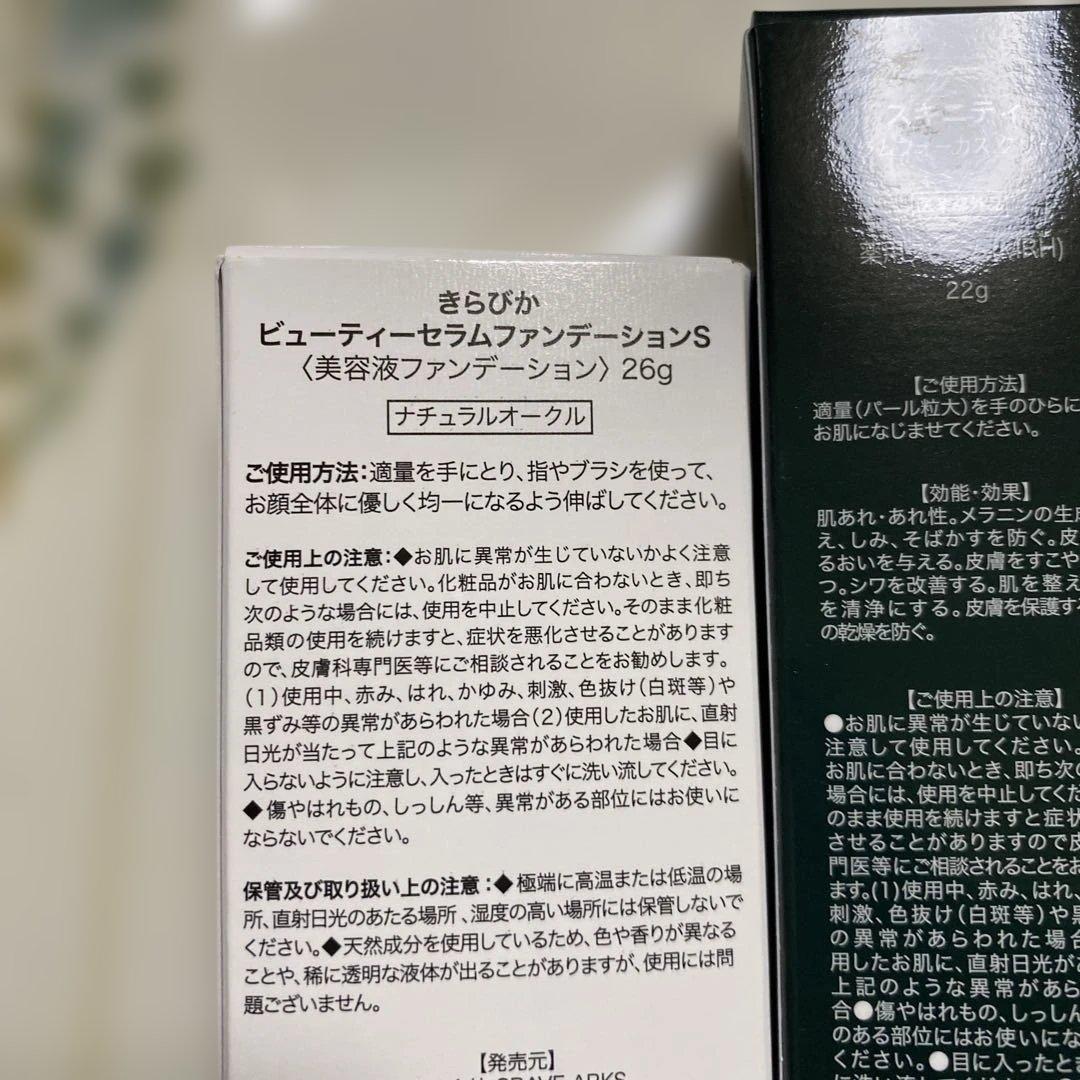 きらびか
ビューティーセラムファンデーションS
〈美容液ファンデーション〉26g
ナチュラルオークル
ご使用方法：適量を手にとり、指やブラシを使って、
お顔全体に優しく均一になるよう伸ばしてください。
ご使用上の注意：◆お肌に異常が生じていないかよく注意
して使用してください。化粧品がお肌に合わないとき、即ち
次のような場合には、使用を中止してください。そのまま化粧
品類の使用を続けますと、症状を悪化させることがあります
ので、皮膚科専門医等にご相談されることをお勧めします。
(1)使用中、赤み、はれ、かゆみ、刺激、色抜け(白斑等)や
黒ずみ等の異常があらわれた場合(2)使用したお肌に、直射
日光が当たって上記のような異常があらわれた場合◆目に
入らないように注意し、入ったときはすぐに洗い流してください。
◆傷やはれもの、しっしん等、異常がある部位にはお使いに
ならないでください。
保管及び取り扱い上の注意：◆極端に高温または低温の場
所、直射日光のあたる場所、湿度の高い場所には保管しないで
ください。◆天然成分を使用しているため、色や香りが異なる
ことや、稀に透明な液体が出ることがありますが、使用には問
題ございません。
【発売元】
スキニティ
22g
【ご使用方法】
適量(パール粒大)を手のひらに
お肌になじませてください。
【効能・効果】
肌あれ・あれ性。メラニンの生成
え、しみ、そばかすを防ぐ。皮
るおいを与える。皮膚をすこや
つ。シワを改善する。肌を整え
を清浄にする。皮膚を保護する
の乾燥を防ぐ。
【ご使用上の注意】
●お肌に異常が生じていない
注意して使用してください。
お肌に合わないとき、即ち次の
場合には、使用を中止してくだ
のまま使用を続けますと症状
させることがありますので皮
門医等にご相談されることをお
ます。(1)使用中、赤み、はれ、
刺激、色抜け(白斑等)や黒
の異常があらわれた場合
用したお肌に、直射日光が
上記のような異常があら
合●傷やはれもの、しっしん
のある部位にはお使いにな
ください。●目に入ったとき